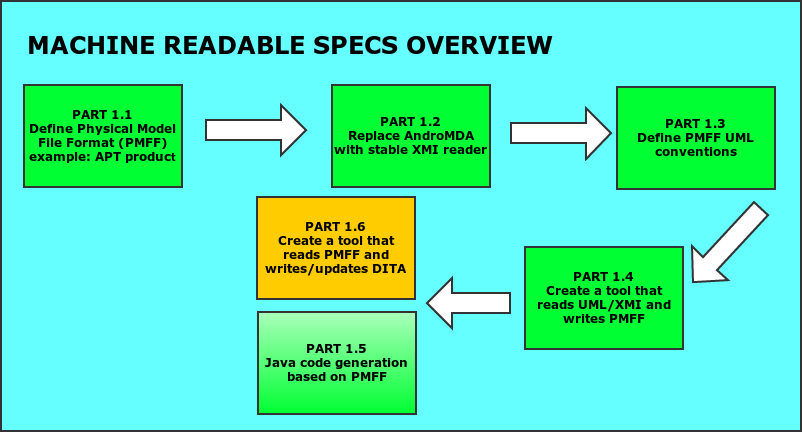 MACHINE READABLE SPECS OVERVIEW
PART 1.1
Define Physical Model
File Format (PMFF)
example: APT product
PART 1.2
Replace AndroMDA
with stable XMI reader
PART 1.3
Define PMFF UML
conventions
PART 1.4
Create a tool that
reads UML/XMI and
writes PMFF
PART 1.5
Java code generation
based on PMFF
PART 1.6
Create a tool that
reads PMFF and
writes/updates DITA